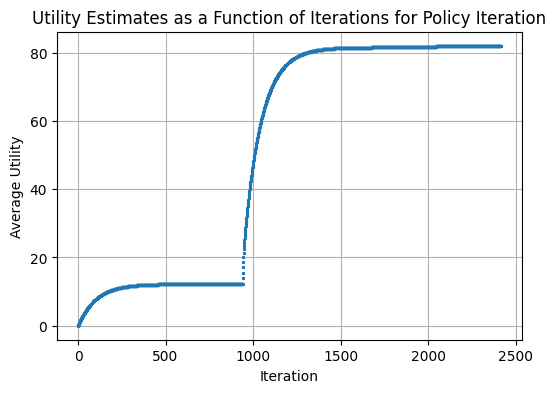 Utility Estimates as a Function of Iterations for Policy Iteration
80
60
40
20
0
Average Utility
0 500 1000 1500 2000 2500
Iteration